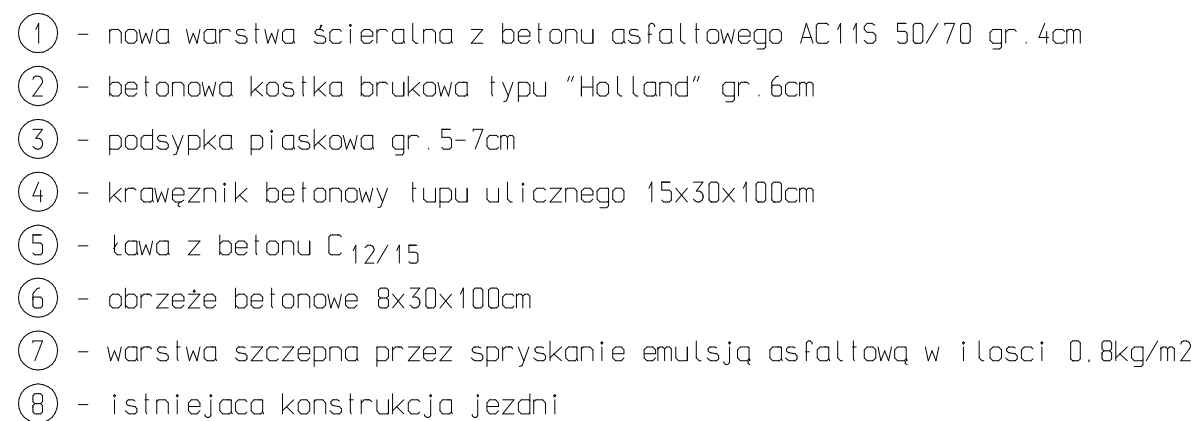 1 - nowa warstwa ścieralna z betonu asfaltowego AC11S 50/70 gr.4cm
2 - betonowa kostka brukowa typu "Holland" gr.6cm
3 - podsypka piaskowa gr.5-7cm
4 - krawęznik betonowy tupu ulicznego 15x30x100cm
5 - ława z betonu C12/15
6 - obrzeże betonowe 8x30x100cm
7 - warstwa szczepna przez spryskanie emulsją asfaltową w ilosci 0,8kg/m2
8 - istniejaca konstrukcja jezdni